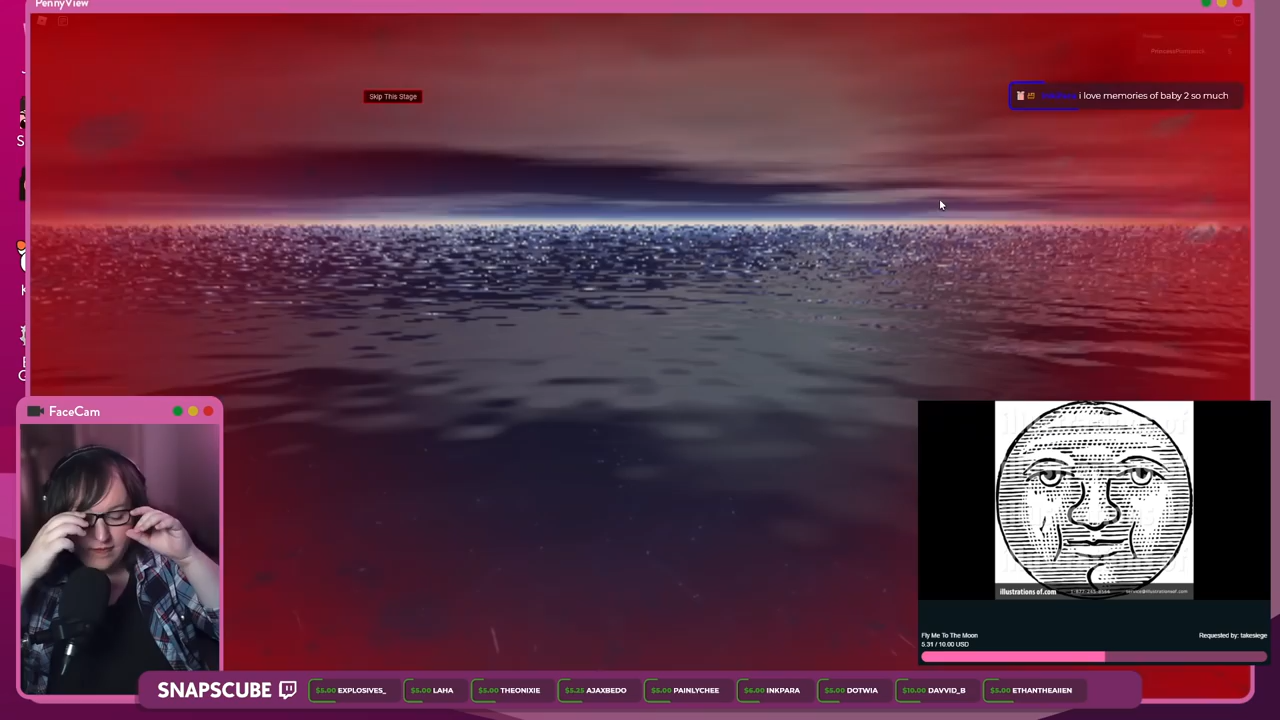 PennyView
Skip This Stage
i love memories of baby 2 so much
FaceCam
illustrations of.com
Fly Me To The Moon
Requested by: takesiege
5.31 / 10.00 USD
SNAPSCUBE
$5.00 EXPLOSIVES_
$5.00 LAHA
$5.00 THEONIXIE
$5.25 AJAXBEDO
$5.00 PAINLYCHEE
$6.00 INKPARA
$5.00 DOTWIA
$10.00 DAVVID_B
$5.00 ETHANTHEAIIEN